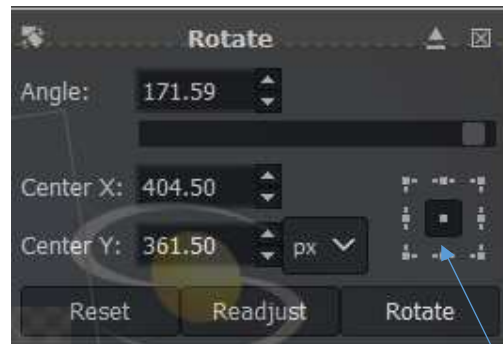 Rotate
Angle: 171.59
Center X: 404.50
Center Y: 361.50 px
Reset Readjust Rotate